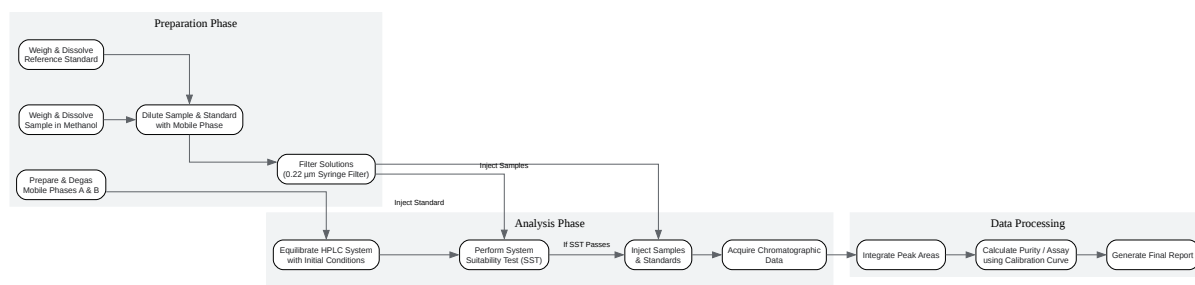 Preparation Phase
Weigh & Dissolve
Reference Standard
Weigh & Dissolve
Sample in Methanol
Dilute Sample & Standard
with Mobile Phase
Filter Solutions
(0.22 µm Syringe Filter)
Inject Samples
Prepare & Degas
Mobile Phases A & B
Inject Standard
Analysis Phase
Equilibrate HPLC System
with Initial Conditions
Perform System
Suitability Test (SST)
If SST Passes
Inject Samples
& Standards
Acquire Chromatographic
Data
Data Processing
Integrate Peak Areas
Calculate Purity / Assay
using Calibration Curve
Generate Final Report